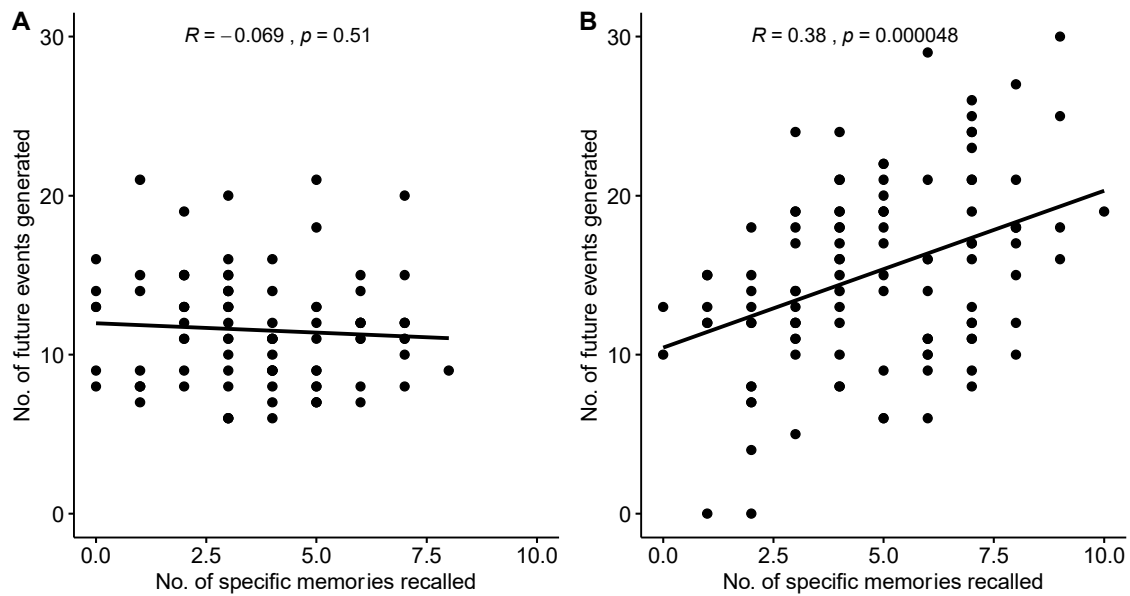 A
R = −0.069 , p = 0.51
30
20
10
0
No. of future events generated
0.0 2.5 5.0 7.5 10.0
No. of specific memories recalled
B
R = 0.38 , p = 0.000048
30
20
10
0
No. of future events generated
0.0 2.5 5.0 7.5 10.0
No. of specific memories recalled